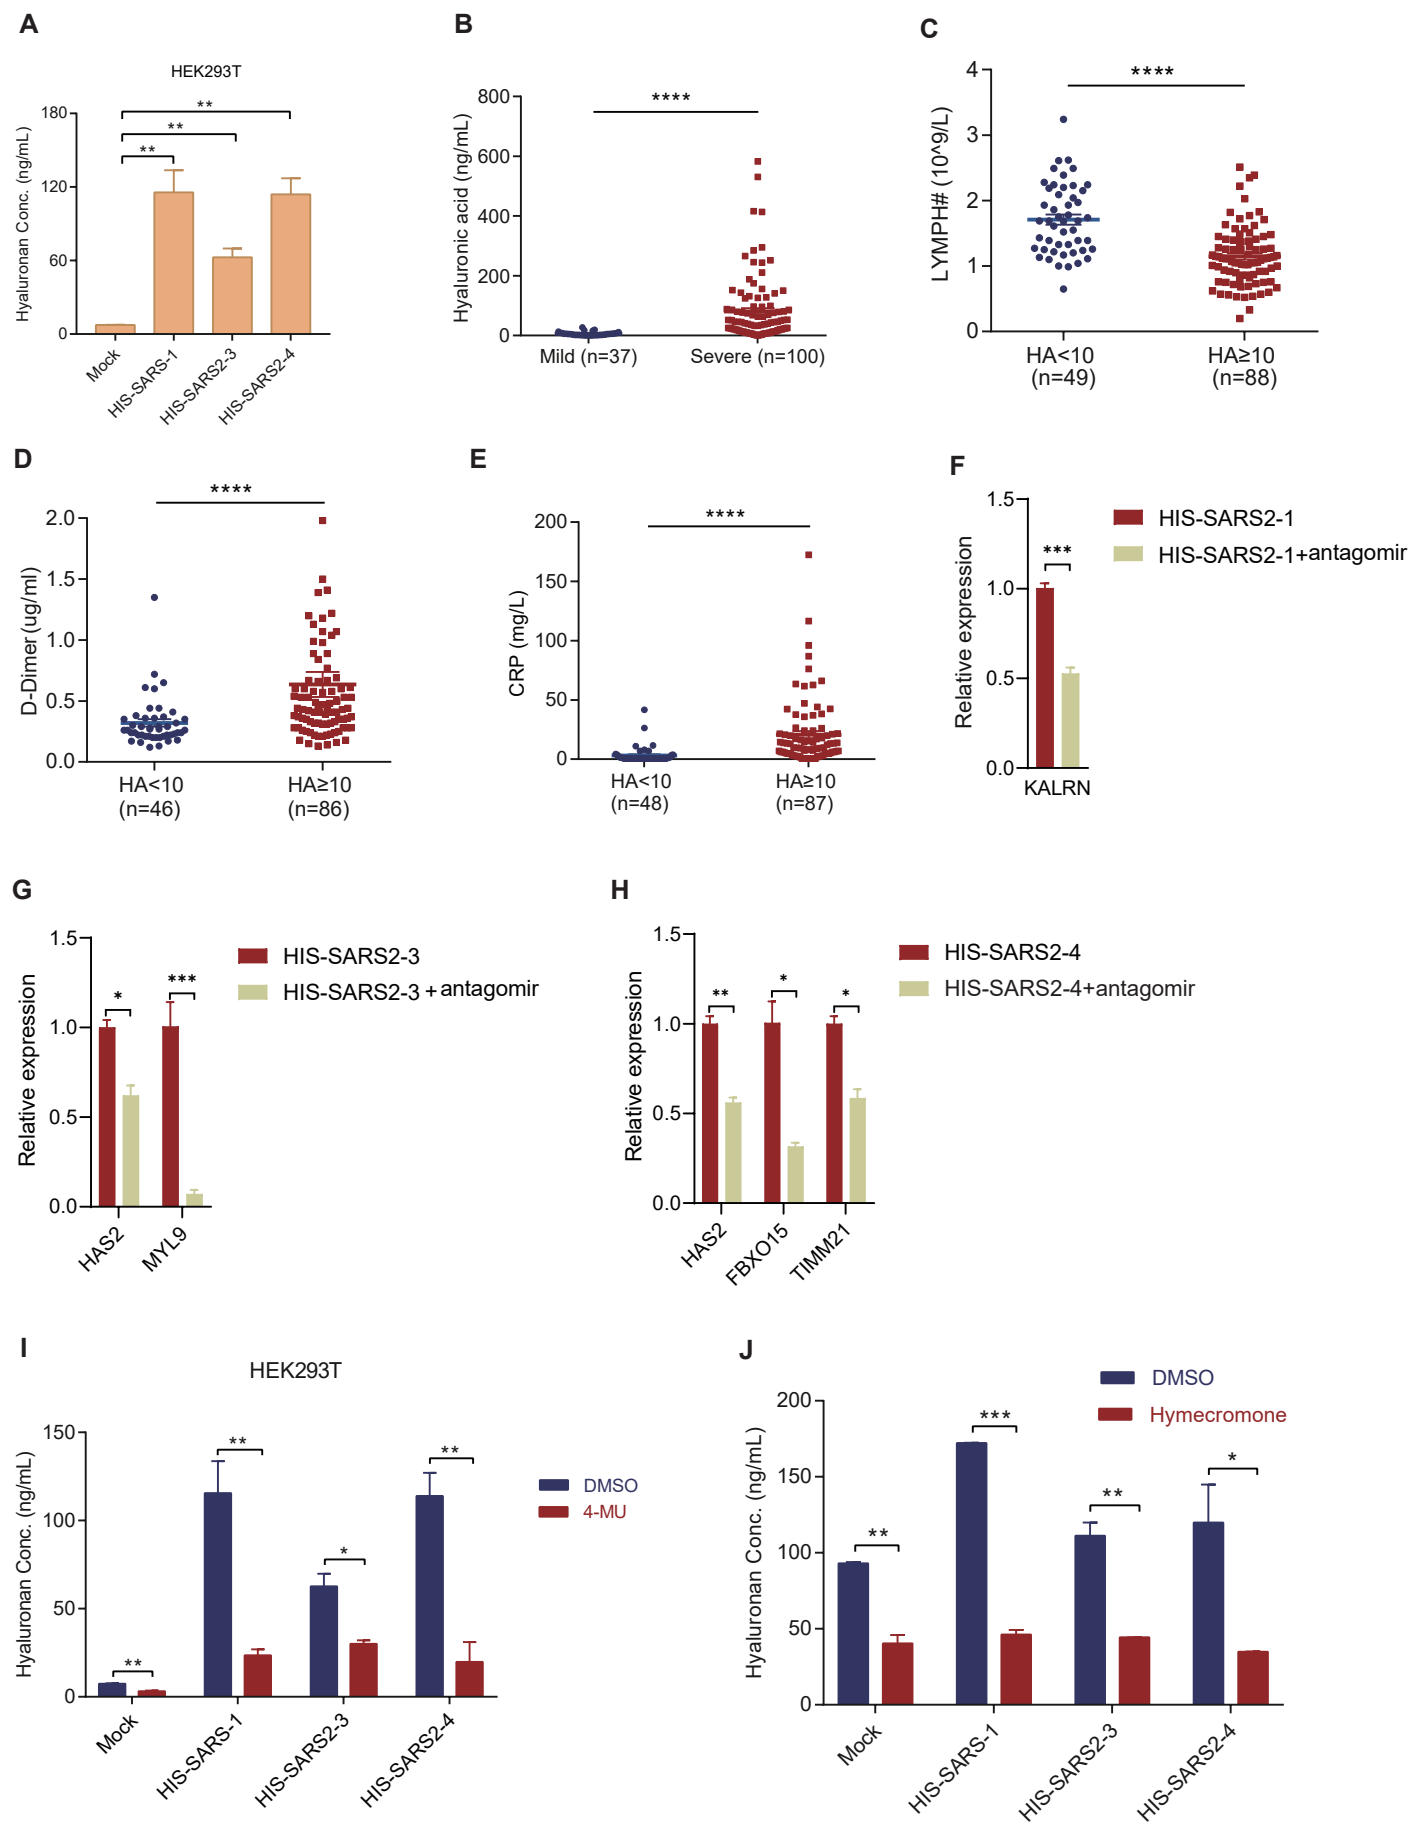 A
HEK293T
Hyaluronan Conc. (ng/mL)
180
120
60
0
**
**
**
Mock
HIS-SARS-1
HIS-SARS2-3
HIS-SARS2-4
B
Hyaluronic acid (ng/mL)
800
600
400
200
0
****
Mild (n=37)
Severe (n=100)
C
LYMPH# (10^9/L)
4
3
2
1
0
****
HA<10
(n=49)
HA≥10
(n=88)
D
D-Dimer (ug/ml)
2.0
1.5
1.0
0.5
0.0
****
HA<10
(n=46)
HA≥10
(n=86)
E
CRP (mg/L)
200
150
100
50
0
****
HA<10
(n=48)
HA≥10
(n=87)
F
Relative expression
1.5
1.0
0.5
0.0
***
KALRN
HIS-SARS2-1
HIS-SARS2-1+antagomir
G
Relative expression
1.5
1.0
0.5
0.0
*
***
HAS2
MYL9
HIS-SARS2-3
HIS-SARS2-3 + antagomir
H
Relative expression
1.5
1.0
0.5
0.0
**
*
*
HAS2
FBXO15
TIMM21
HIS-SARS2-4
HIS-SARS2-4+antagomir
I
HEK293T
Hyaluronan Conc. (ng/mL)
150
100
50
0
**
**
*
**
Mock
HIS-SARS-1
HIS-SARS2-3
HIS-SARS2-4
DMSO
4-MU
J
Hyaluronan Conc. (ng/mL)
200
150
100
50
0
**
***
**
*
Mock
HIS-SARS-1
HIS-SARS2-3
HIS-SARS2-4
DMSO
Hymecromone